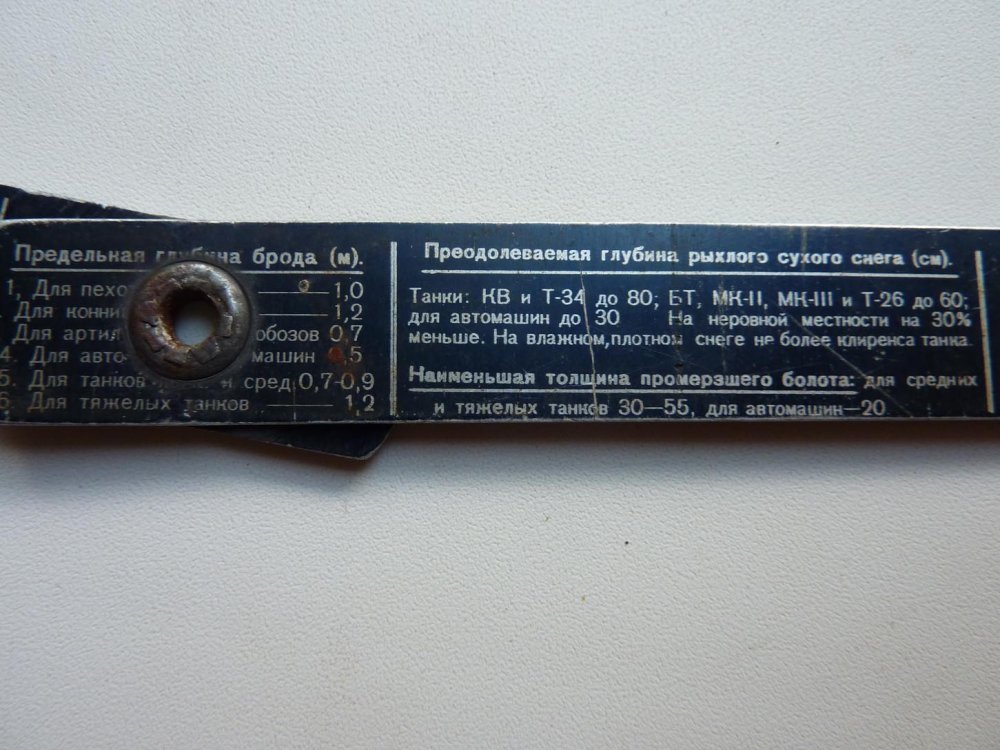 Предельная глубина брода (м).
1, Для пехо 1,0
Для конни 1,2
Для артил обозов 0,7
4. Для авто- машин ,5
5. Для танков и сред 0,7-0,9
6. Для тяжелых танков — 1,2
Преодолеваемая глубина рыхлого сухого снега (см).
Танки: КВ и Т-34 до 80; БТ, МК-II, МК-III и Т-26 до 60;
для автомашин до 30 На неровной местности на 30%
меньше. На влажном,плотном снеге не более клиренса танка.
Наименьшая толщина промерзшего болота: для средних
и тяжелых танков 30—55, для автомашин—20